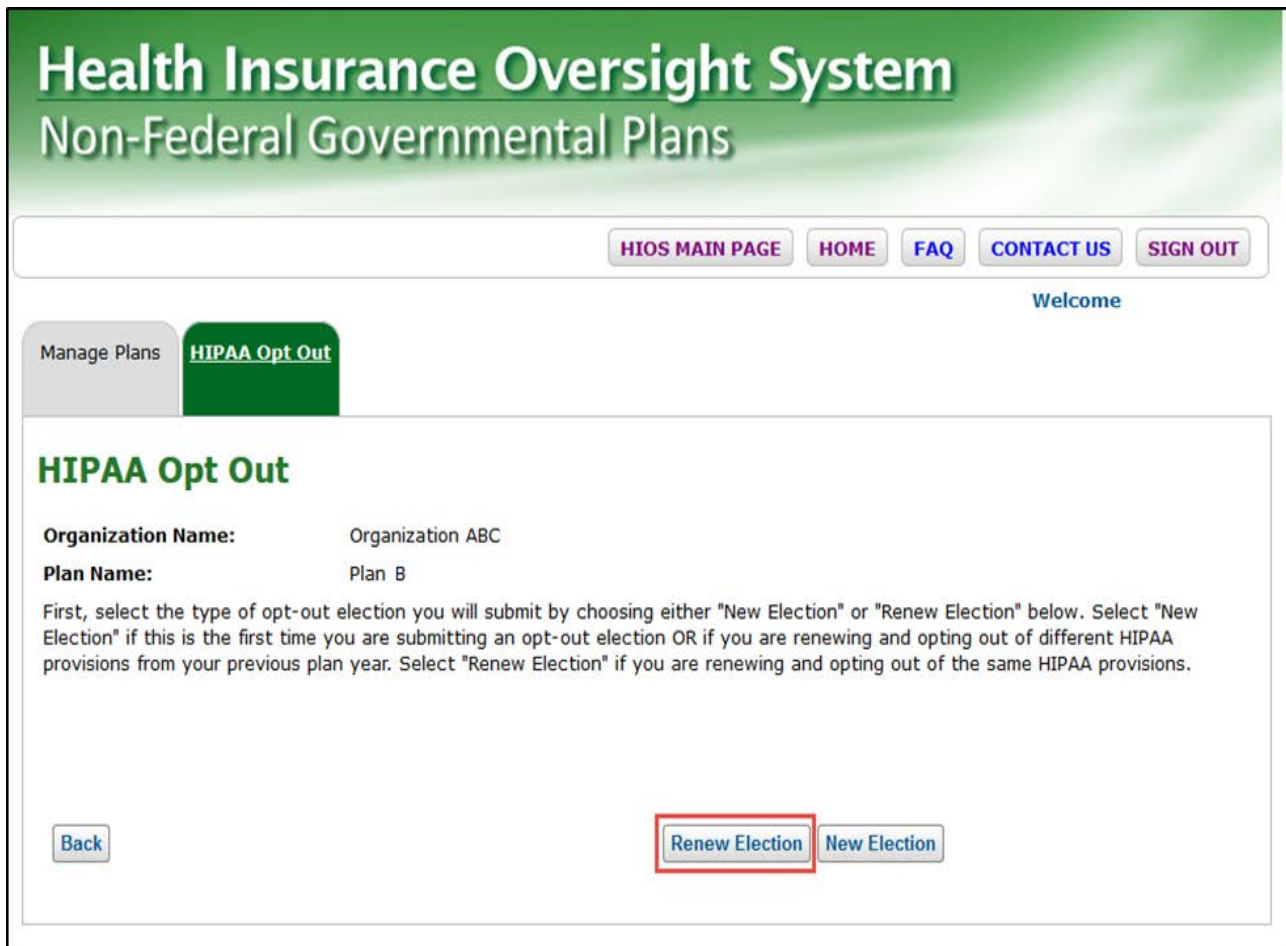 Health Insurance Oversight System
Non-Federal Governmental Plans
HIOS MAIN PAGE HOME FAQ CONTACT US SIGN OUT
Welcome
Manage Plans HIPAA Opt Out
HIPAA Opt Out
Organization Name: Organization ABC
Plan Name: Plan B
First, select the type of opt-out election you will submit by choosing either "New Election" or "Renew Election" below. Select "New
Election" if this is the first time you are submitting an opt-out election OR if you are renewing and opting out of different HIPAA
provisions from your previous plan year. Select "Renew Election" if you are renewing and opting out of the same HIPAA provisions.
Back Renew Election New Election